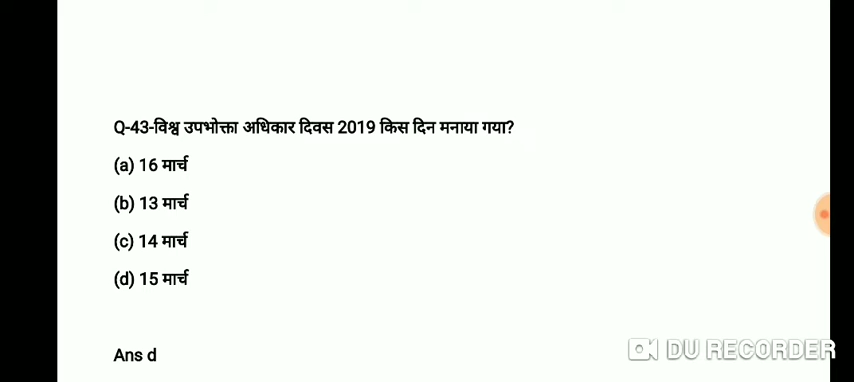 Q-43-विश्व उपभोक्ता अधिकार दिवस 2019 किस दिन मनाया गया?
(a) 16 मार्च
(b) 13 मार्च
(c) 14 मार्च
(d) 15 मार्च
Ans d
DU RECORDER